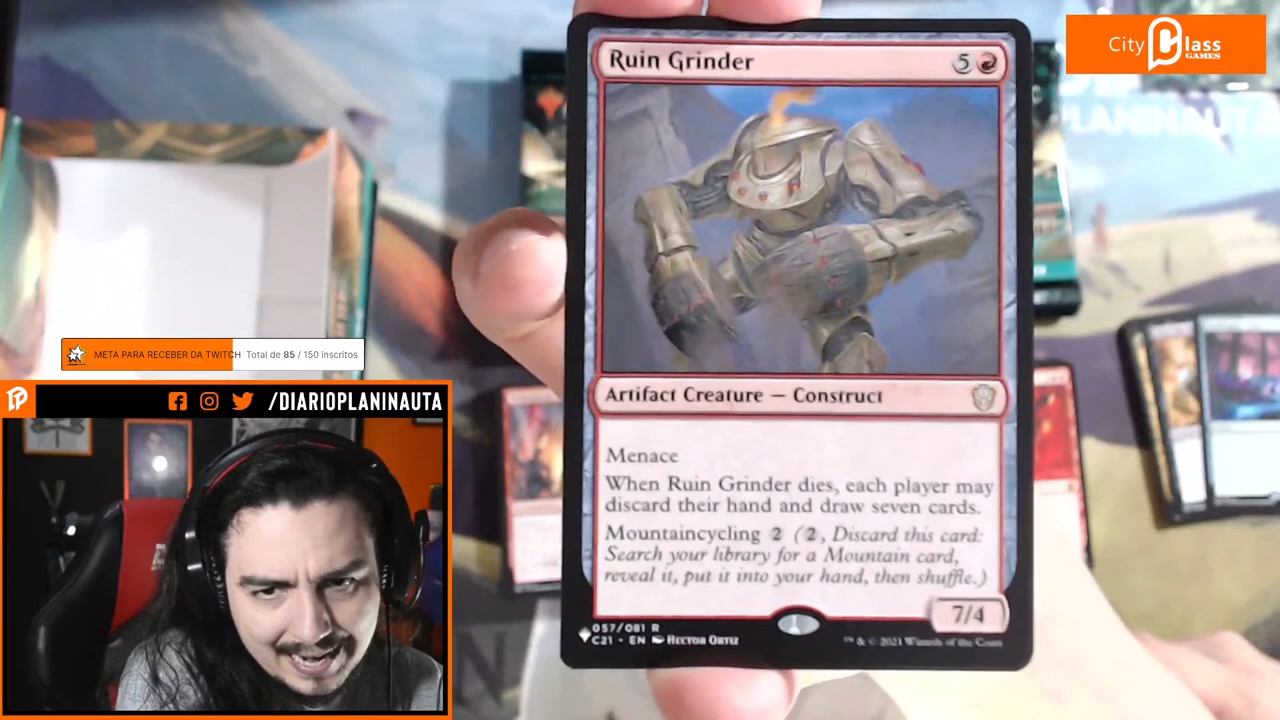 City Class
GAMES
PLANINAUTA
Ruin Grinder 5
Artifact Creature — Construct
Menace
When Ruin Grinder dies, each player may
discard their hand and draw seven cards.
Mountaincycling 2 (2, Discard this card:
Search your library for a Mountain card,
reveal it, put it into your hand, then shuffle.)
7/4
057/081 R
C21 • EN Hector Ortiz
™ & © 2021 Wizards of the Coast
META PARA RECEBER DA TWITCH Total de 85 / 150 inscritos
/DIARIOPLANINAUTA